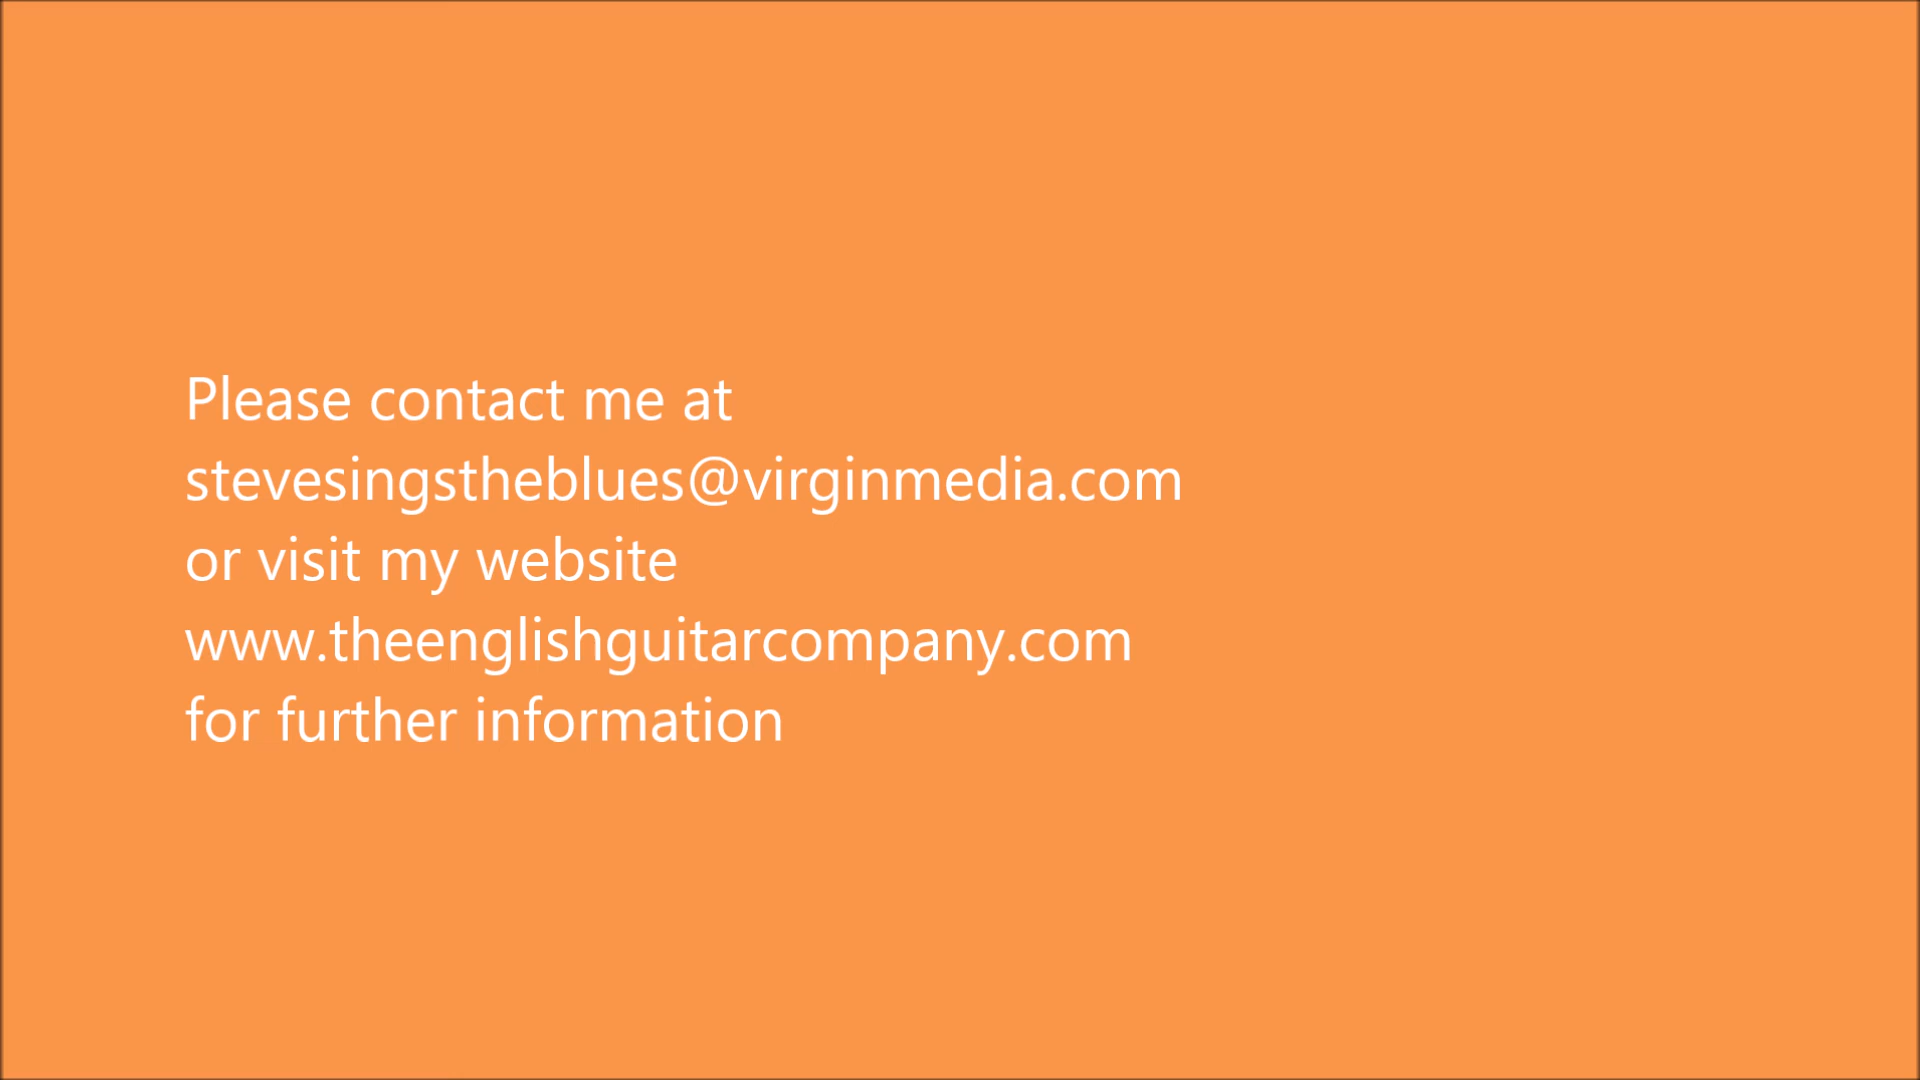 Please contact me at
stevesingstheblues@virginmedia.com
or visit my website
www.theenglishguitarcompany.com
for further information